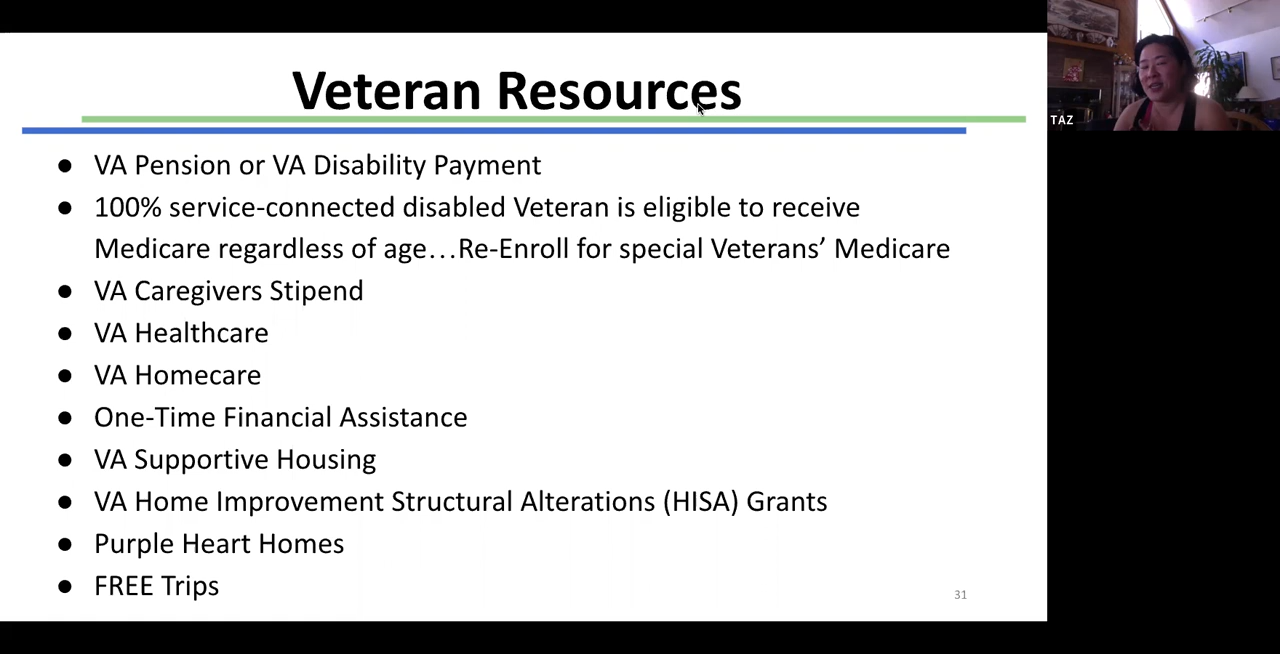 Veteran Resources
● VA Pension or VA Disability Payment
● 100% service-connected disabled Veteran is eligible to receive
Medicare regardless of age…Re-Enroll for special Veterans’ Medicare
● VA Caregivers Stipend
● VA Healthcare
● VA Homecare
● One-Time Financial Assistance
● VA Supportive Housing
● VA Home Improvement Structural Alterations (HISA) Grants
● Purple Heart Homes
● FREE Trips
31
TAZ